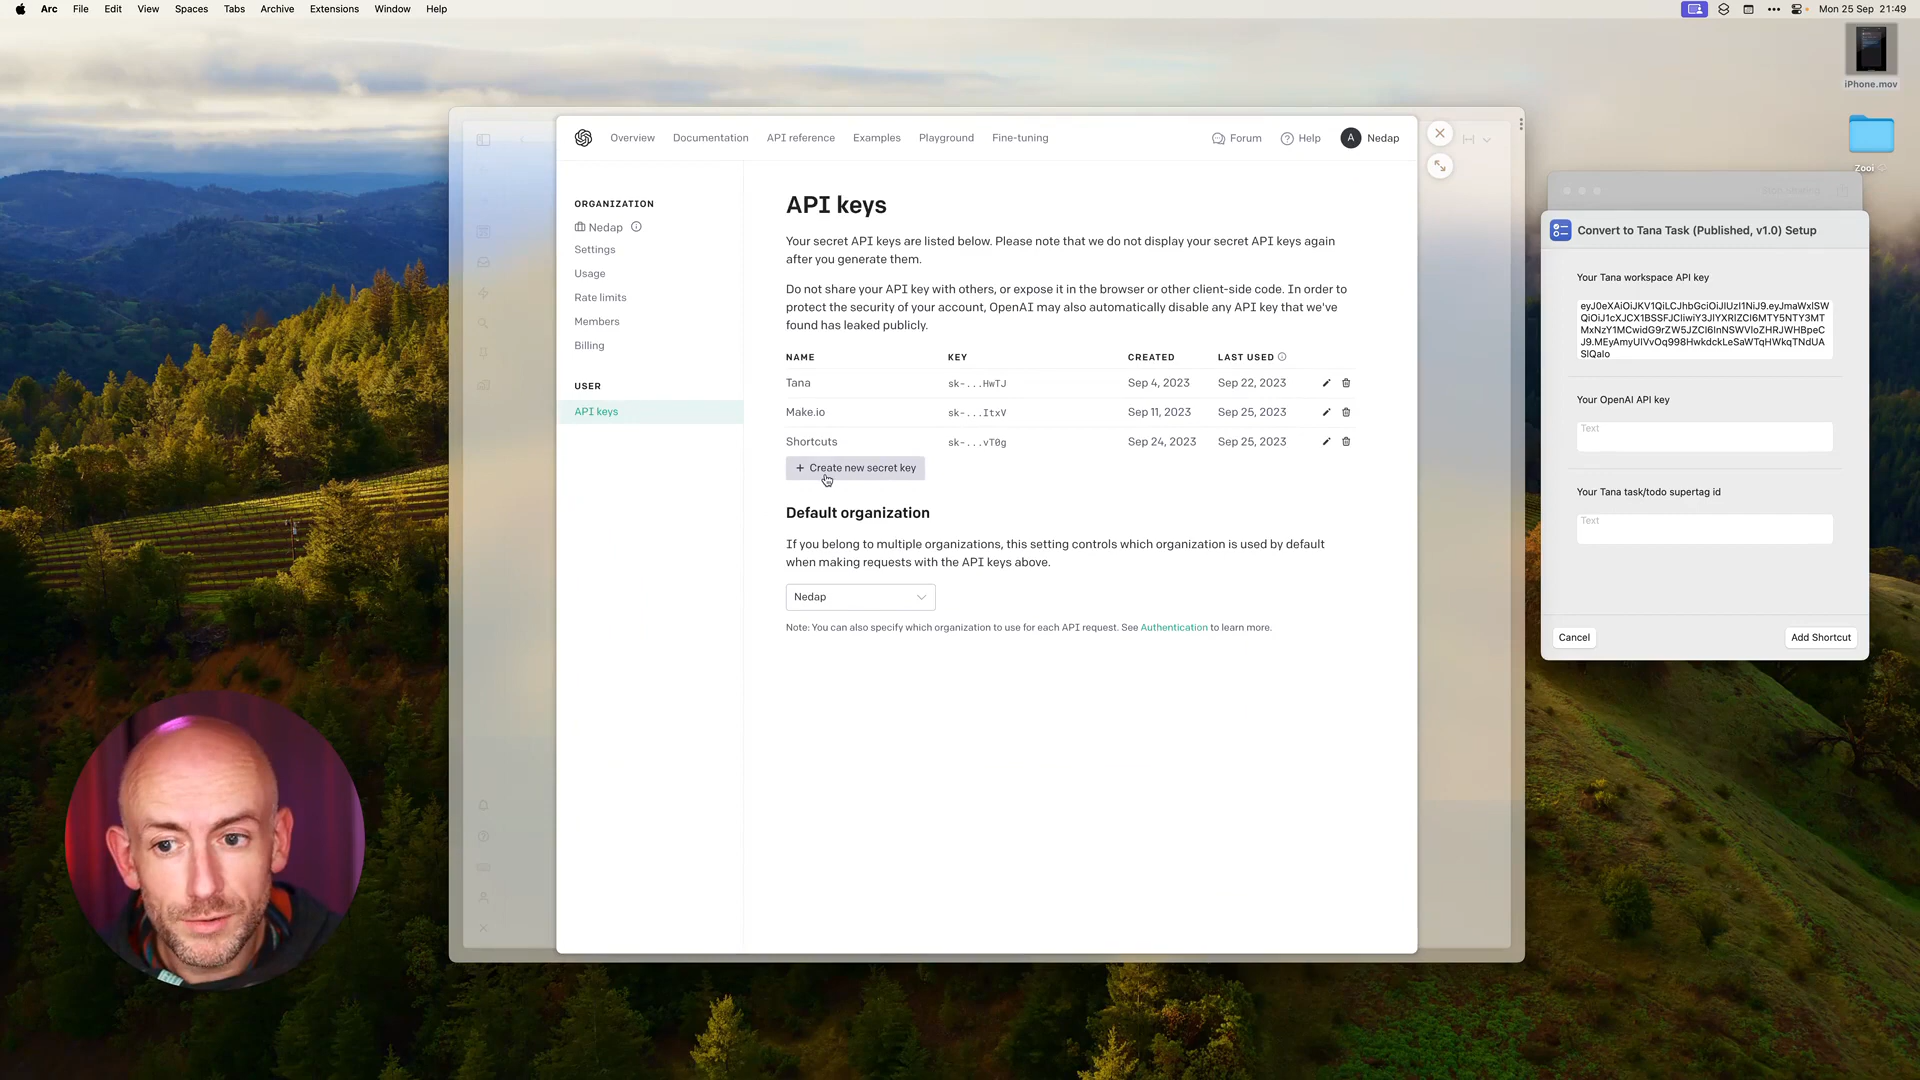 Arc File Edit View Spaces Tabs Archive Extensions Window Help
Mon 25 Sep 21:49
iPhone.mov
Zooi
Overview Documentation API reference Examples Playground Fine-tuning
Forum Help A Nedap
ORGANIZATION
Nedap
Settings
Usage
Rate limits
Members
Billing
USER
API keys
API keys
Your secret API keys are listed below. Please note that we do not display your secret API keys again
after you generate them.
Do not share your API key with others, or expose it in the browser or other client-side code. In order to
protect the security of your account, OpenAI may also automatically disable any API key that we've
found has leaked publicly.
NAME KEY CREATED LAST USED
Tana sk-...HwTJ Sep 4, 2023 Sep 22, 2023
Make.io sk-...ItxV Sep 11, 2023 Sep 25, 2023
Shortcuts sk-...vT0g Sep 24, 2023 Sep 25, 2023
+ Create new secret key
Default organization
If you belong to multiple organizations, this setting controls which organization is used by default
when making requests with the API keys above.
Nedap
Note: You can also specify which organization to use for each API request. See Authentication to learn more.
Convert to Tana Task (Published, v1.0) Setup
Your Tana workspace API key
Your OpenAI API key
Text
Your Tana task/todo supertag id
Text
Cancel
Add Shortcut